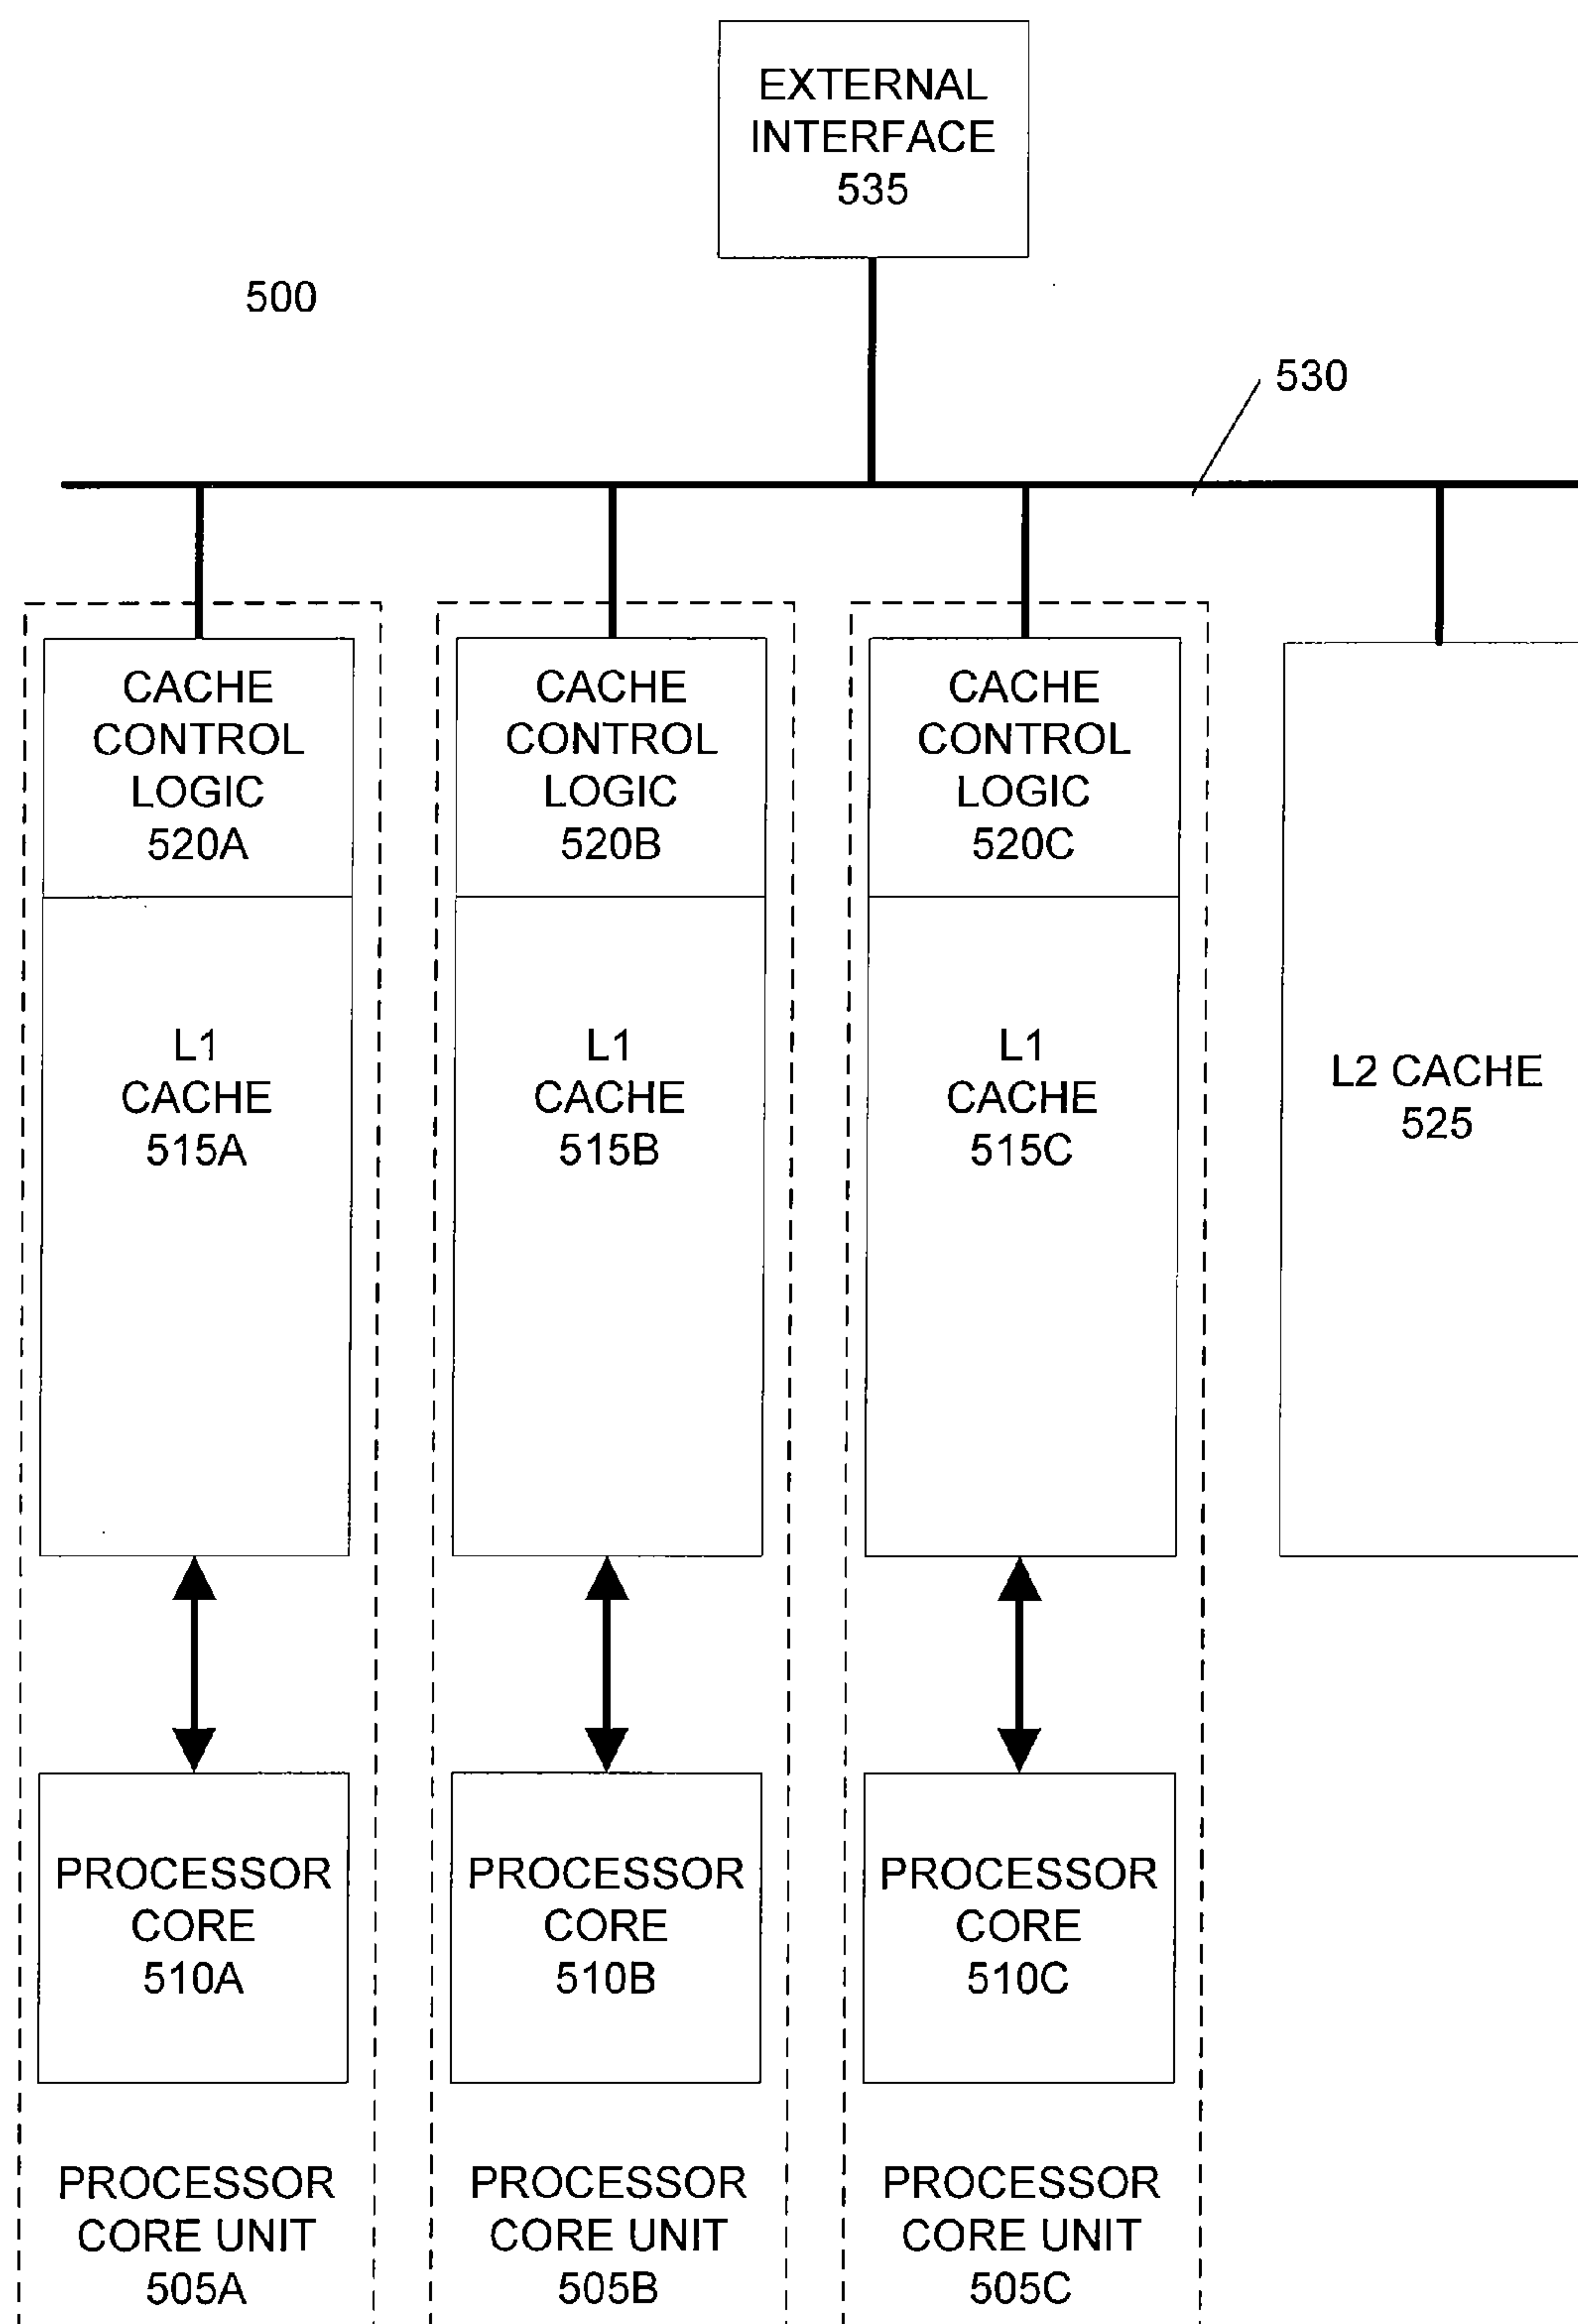 EXTERNAL
INTERFACE
535
500
530
CACHE
CONTROL
LOGIC
520A
CACHE
CONTROL
LOGIC
520B
CACHE
CONTROL
LOGIC
520C
L1
CACHE
515A
L1
CACHE
515B
L1
CACHE
515C
L2 CACHE
525
PROCESSOR
CORE
510A
PROCESSOR
CORE
510B
PROCESSOR
CORE
510C
PROCESSOR
CORE UNIT
505A
PROCESSOR
CORE UNIT
505B
PROCESSOR
CORE UNIT
505C